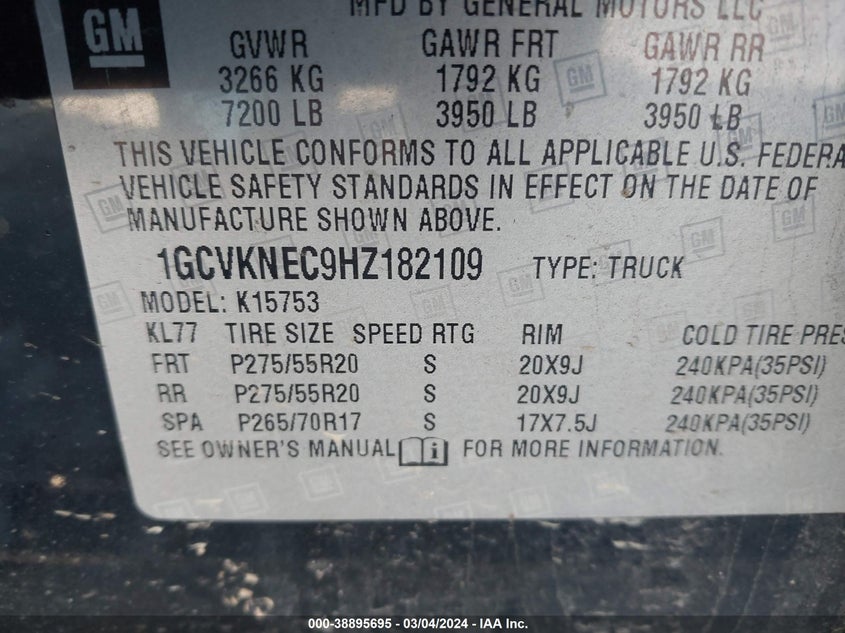 MFD BY GENERAL MOTORS LLC
GM
GVWR GAWR FRT GAWR RR
3266 KG 1792 KG 1792 KG
7200 LB 3950 LB 3950 LB
THIS VEHICLE CONFORMS TO ALL APPLICABLE U.S. FEDERA
VEHICLE SAFETY STANDARDS IN EFFECT ON THE DATE OF
MANUFACTURE SHOWN ABOVE.
1GCVKNEC9HZ182109 TYPE: TRUCK
MODEL: K15753
KL77 TIRE SIZE SPEED RTG RIM COLD TIRE PRES
FRT P275/55R20 S 20X9J 240KPA(35PSI)
RR P275/55R20 S 20X9J 240KPA(35PSI)
SPA P265/70R17 S 17X7.5J 240KPA(35PSI)
SEE OWNER'S MANUAL i FOR MORE INFORMATION.
000-38895695 - 03/04/2024 - IAA Inc.